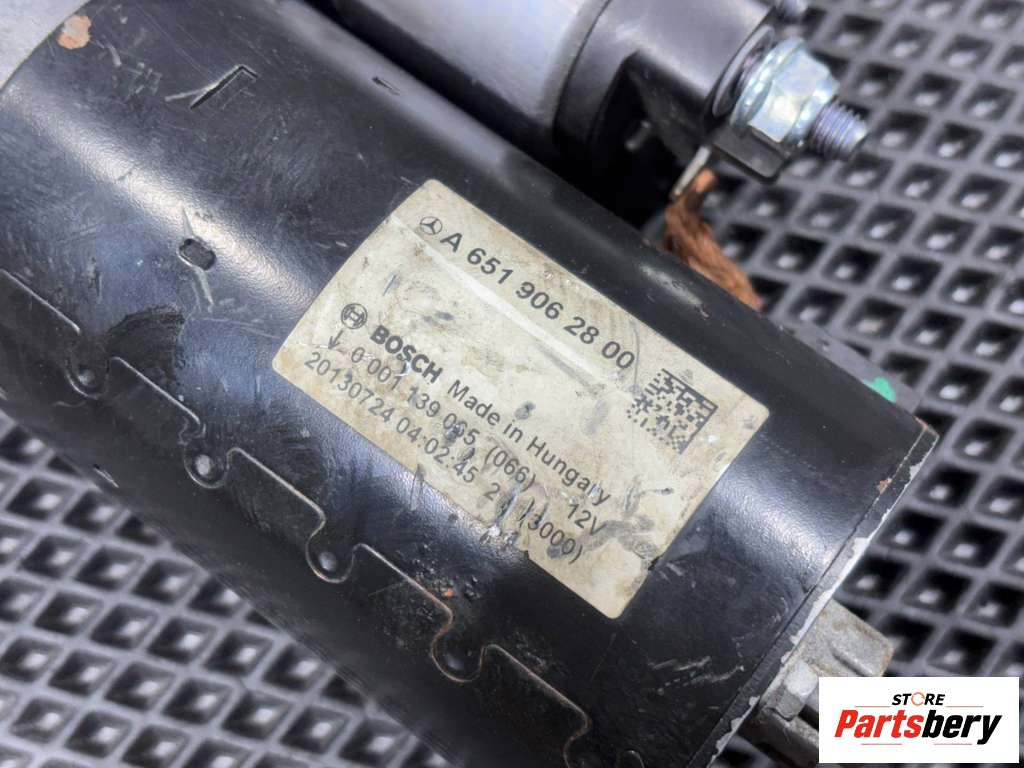 A 651 906 28 00
BOSCH Made in Hungary
0 001 139 065 (066) 12V
20130724 04:02:45 (3000)
STORE
Partsbery